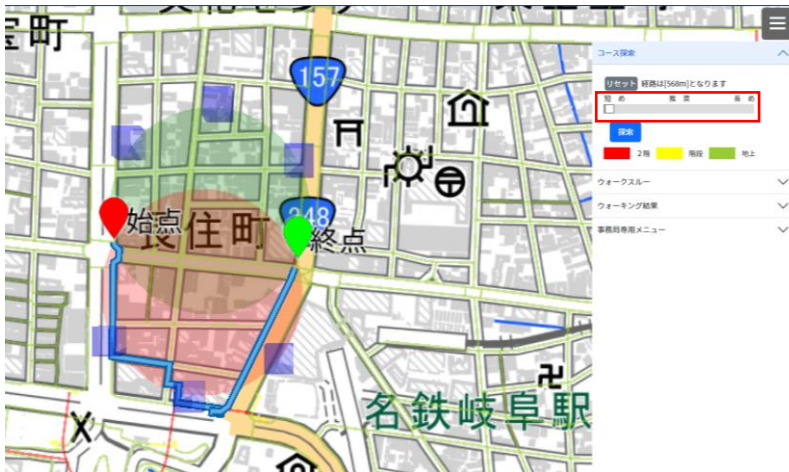 宝町
157
コース探索
リセット 経路は[568m]となります
短め 推奨 長め
探索
2階 階段 地上
ウォークスルー
ウォーキング結果
事務局専用メニュー
始点
長住町
248
終点
名鉄岐阜駅